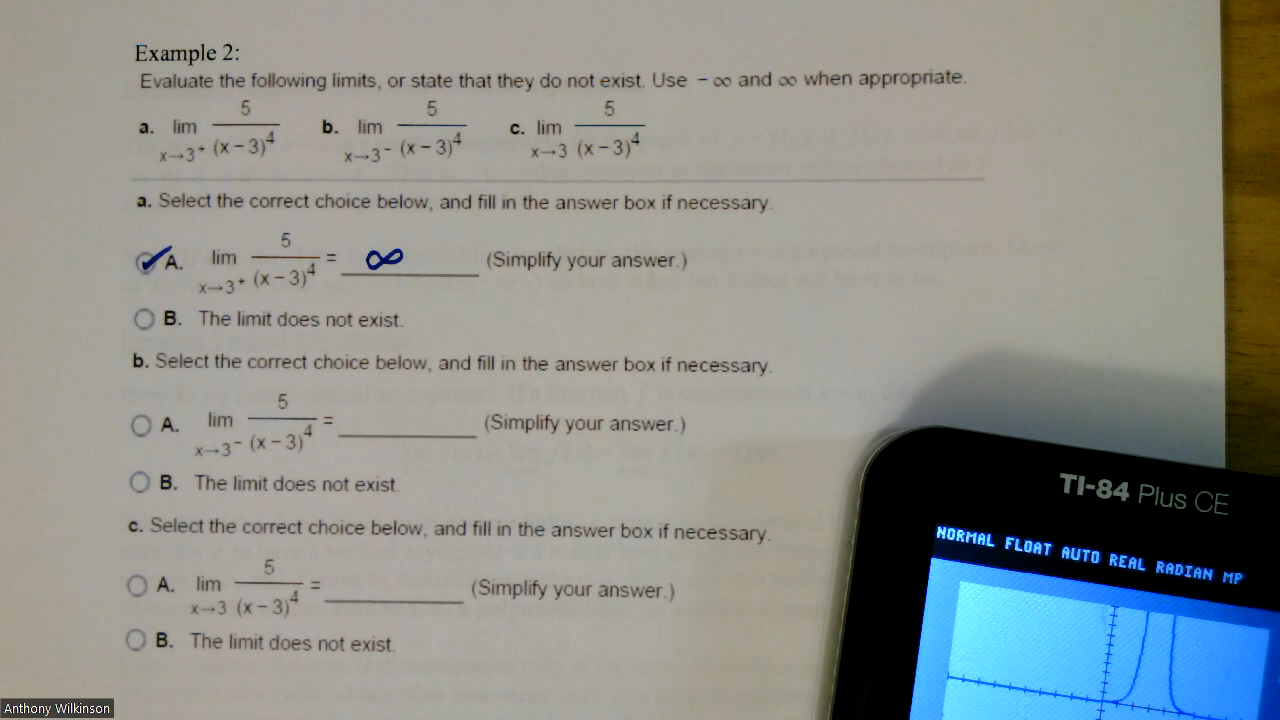 Example 2:
Evaluate the following limits, or state that they do not exist. Use − ∞ and ∞ when appropriate.
a. lim x→3⁺ 5/(x − 3)⁴ b. lim x→3⁻ 5/(x − 3)⁴ c. lim x→3 5/(x − 3)⁴
a. Select the correct choice below, and fill in the answer box if necessary.
✓ A. lim x→3⁺ 5/(x − 3)⁴ = ∞ (Simplify your answer.)
B. The limit does not exist.
b. Select the correct choice below, and fill in the answer box if necessary.
A. lim x→3⁻ 5/(x − 3)⁴ = ________ (Simplify your answer.)
B. The limit does not exist.
c. Select the correct choice below, and fill in the answer box if necessary.
A. lim x→3 5/(x − 3)⁴ = ________ (Simplify your answer.)
B. The limit does not exist.
TI-84 Plus CE
NORMAL FLOAT AUTO REAL RADIAN MP
Anthony Wilkinson